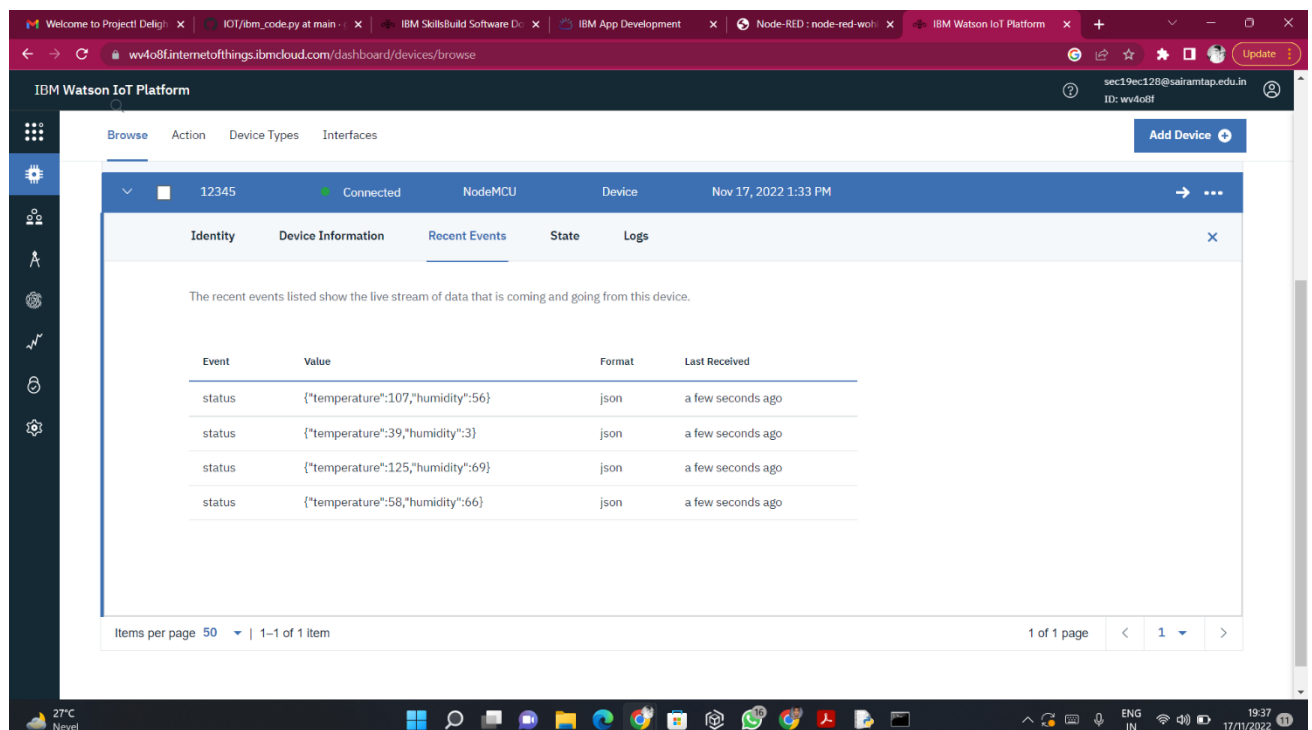 Welcome to Project! Deligh
IOT/ibm_code.py at main · g
IBM SkillsBuild Software De
IBM App Development
Node-RED : node-red-wohl
IBM Watson IoT Platform
wv4o8f.internetofthings.ibmcloud.com/dashboard/devices/browse
Update
IBM Watson IoT Platform
sec19ec128@sairamtap.edu.in
ID: wv4o8f
Browse Action Device Types Interfaces
Add Device
12345 Connected NodeMCU Device Nov 17, 2022 1:33 PM
Identity Device Information Recent Events State Logs
The recent events listed show the live stream of data that is coming and going from this device.
Event Value Format Last Received
status {"temperature":107,"humidity":56} json a few seconds ago
status {"temperature":39,"humidity":3} json a few seconds ago
status {"temperature":125,"humidity":69} json a few seconds ago
status {"temperature":58,"humidity":66} json a few seconds ago
Items per page 50 | 1–1 of 1 item 1 of 1 page 1
27°C
Nevel
16
ENG
IN
19:37
17/11/2022
11